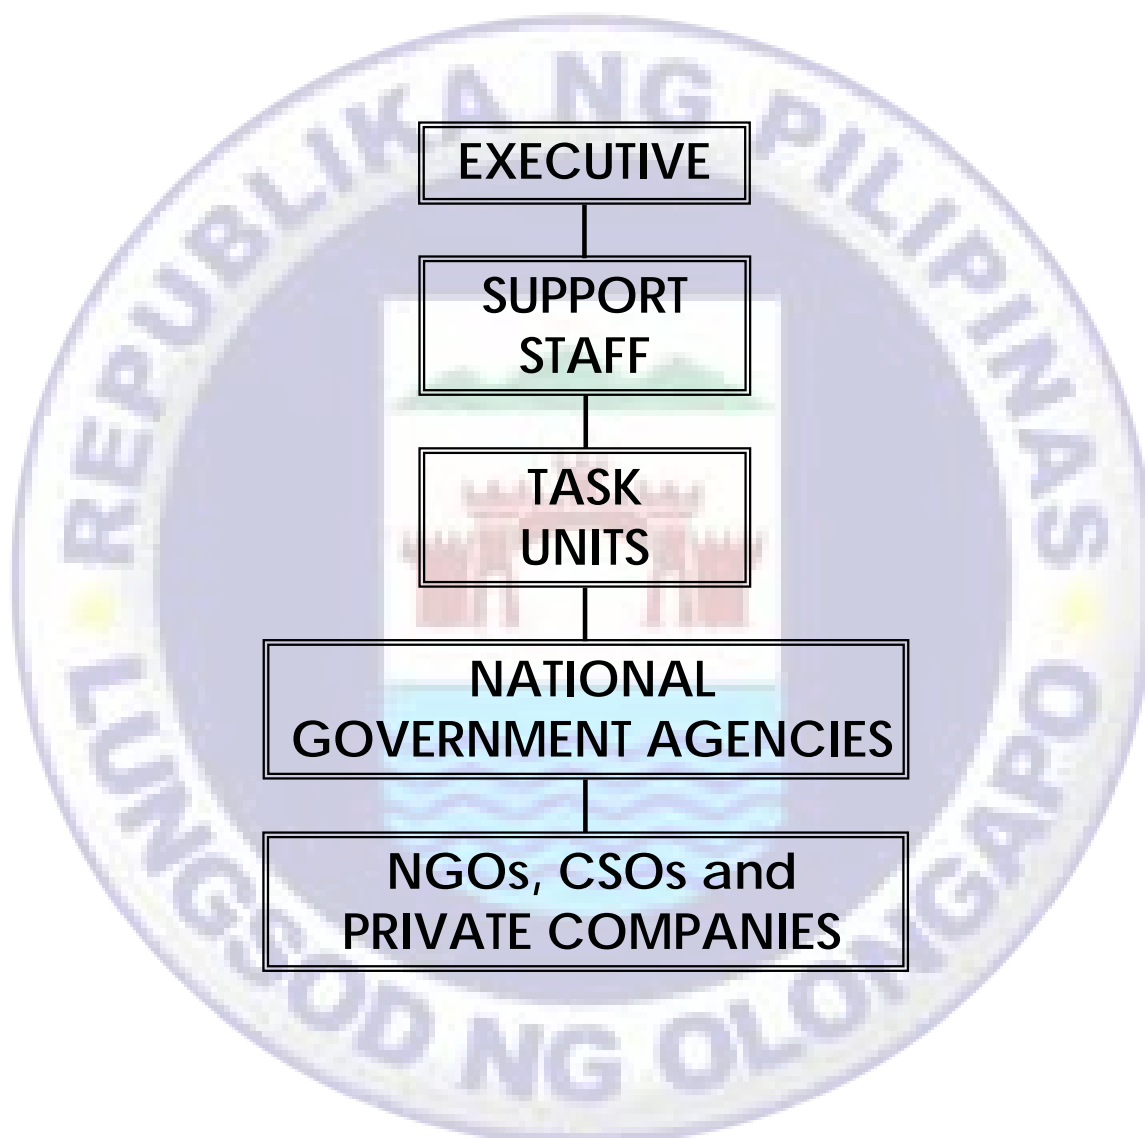 REPUBLIKA NG PILIPINAS
EXECUTIVE
SUPPORT
STAFF
TASK
UNITS
NATIONAL
GOVERNMENT AGENCIES
NGOs, CSOs and
PRIVATE COMPANIES
LUNGSOD NG OLONGAPO